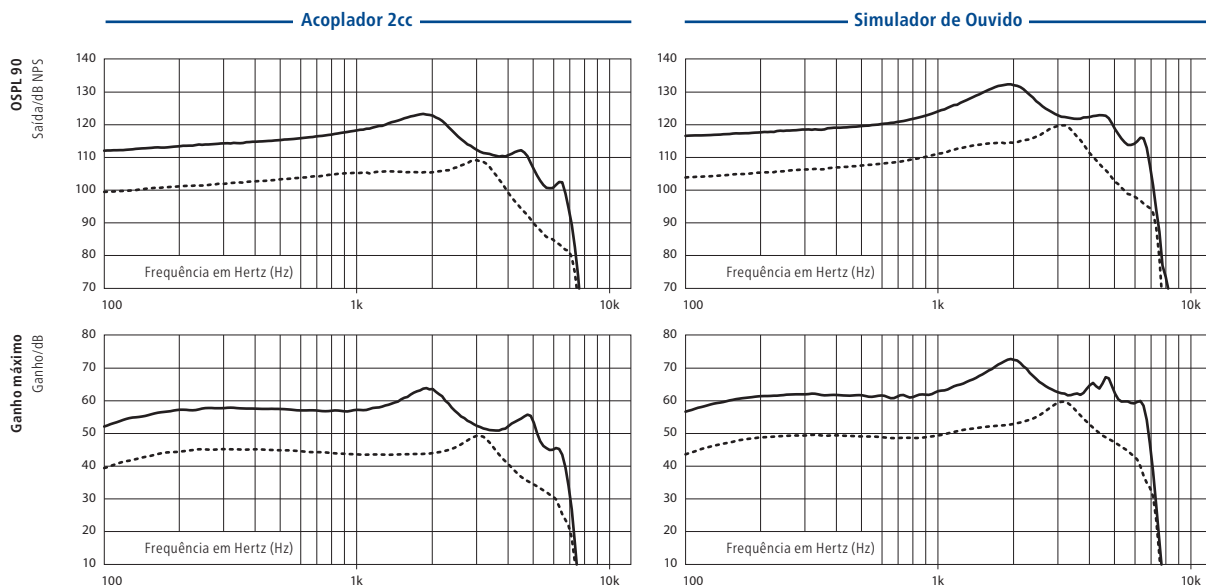 Acoplador 2cc
Simulador de Ouvido
OSPL 90
Saída/dB NPS
140
130
120
110
100
90
80
70
Frequência em Hertz (Hz)
100
1k
10k
140
130
120
110
100
90
80
70
Frequência em Hertz (Hz)
100
1k
10k
Ganho máximo
Ganho/dB
80
70
60
50
40
30
20
10
Frequência em Hertz (Hz)
100
1k
10k
80
70
60
50
40
30
20
10
Frequência em Hertz (Hz)
100
1k
10k